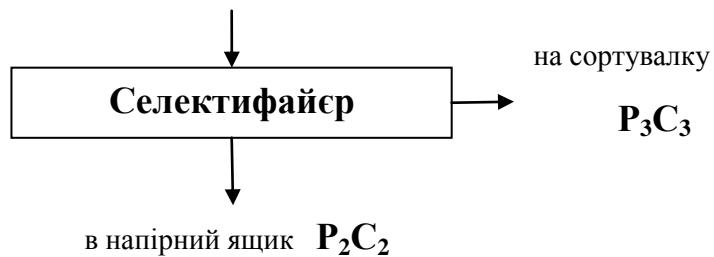 на сортувалку
Селектифайєр
P₃C₃
в напірний ящик P₂C₂